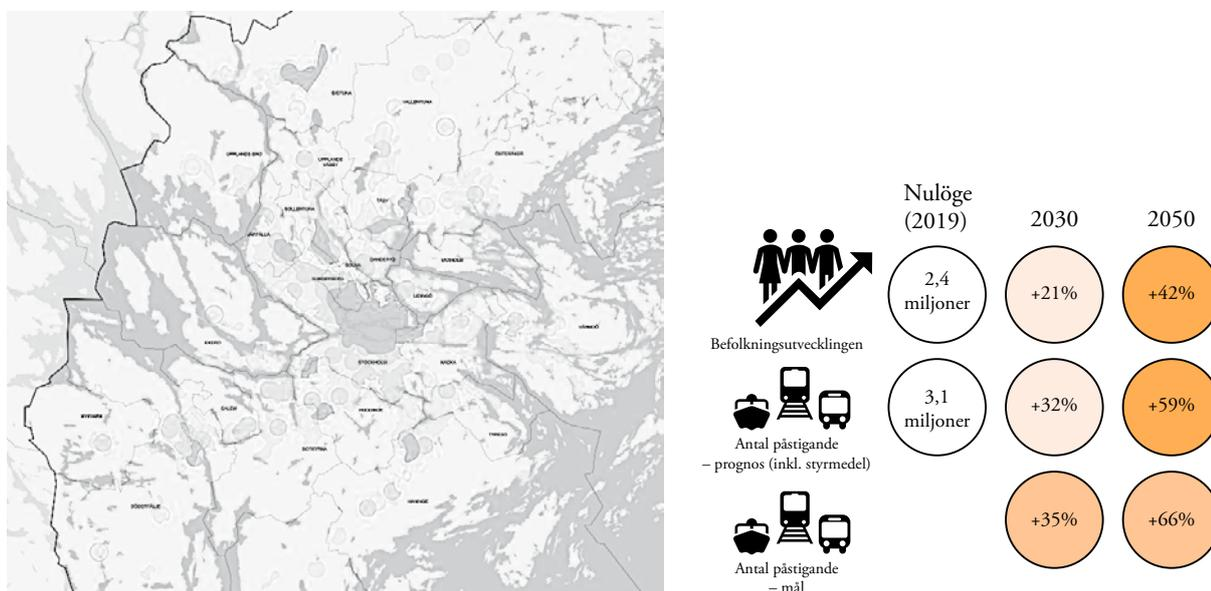 SIGTUNA
VALLENTUNA
UPPLANDS-BRO
UPPLANDS
VÄSBY
ÖSTERÅKER
TÄBY
SOLLENTUNA
JÄRFÄLLA
SOLNA
DANDERYD
VAXHOLM
SUNDBYBERG
LIDINGÖ
VÄRMDÖ
EKERÖ
STOCKHOLM
NACKA
NYKVARN
SALEM
HUDDINGE
TYRESÖ
BOTKYRKA
HANINGE
SÖDERTÄLJE
Nulöge
(2019)
2030
2050
2,4
miljoner
+21%
+42%
Befolkningsutvecklingen
3,1
miljoner
+32%
+59%
Antal påstigande
– prognos (inkl. styrmedel)
+35%
+66%
Antal påstigande
– mål